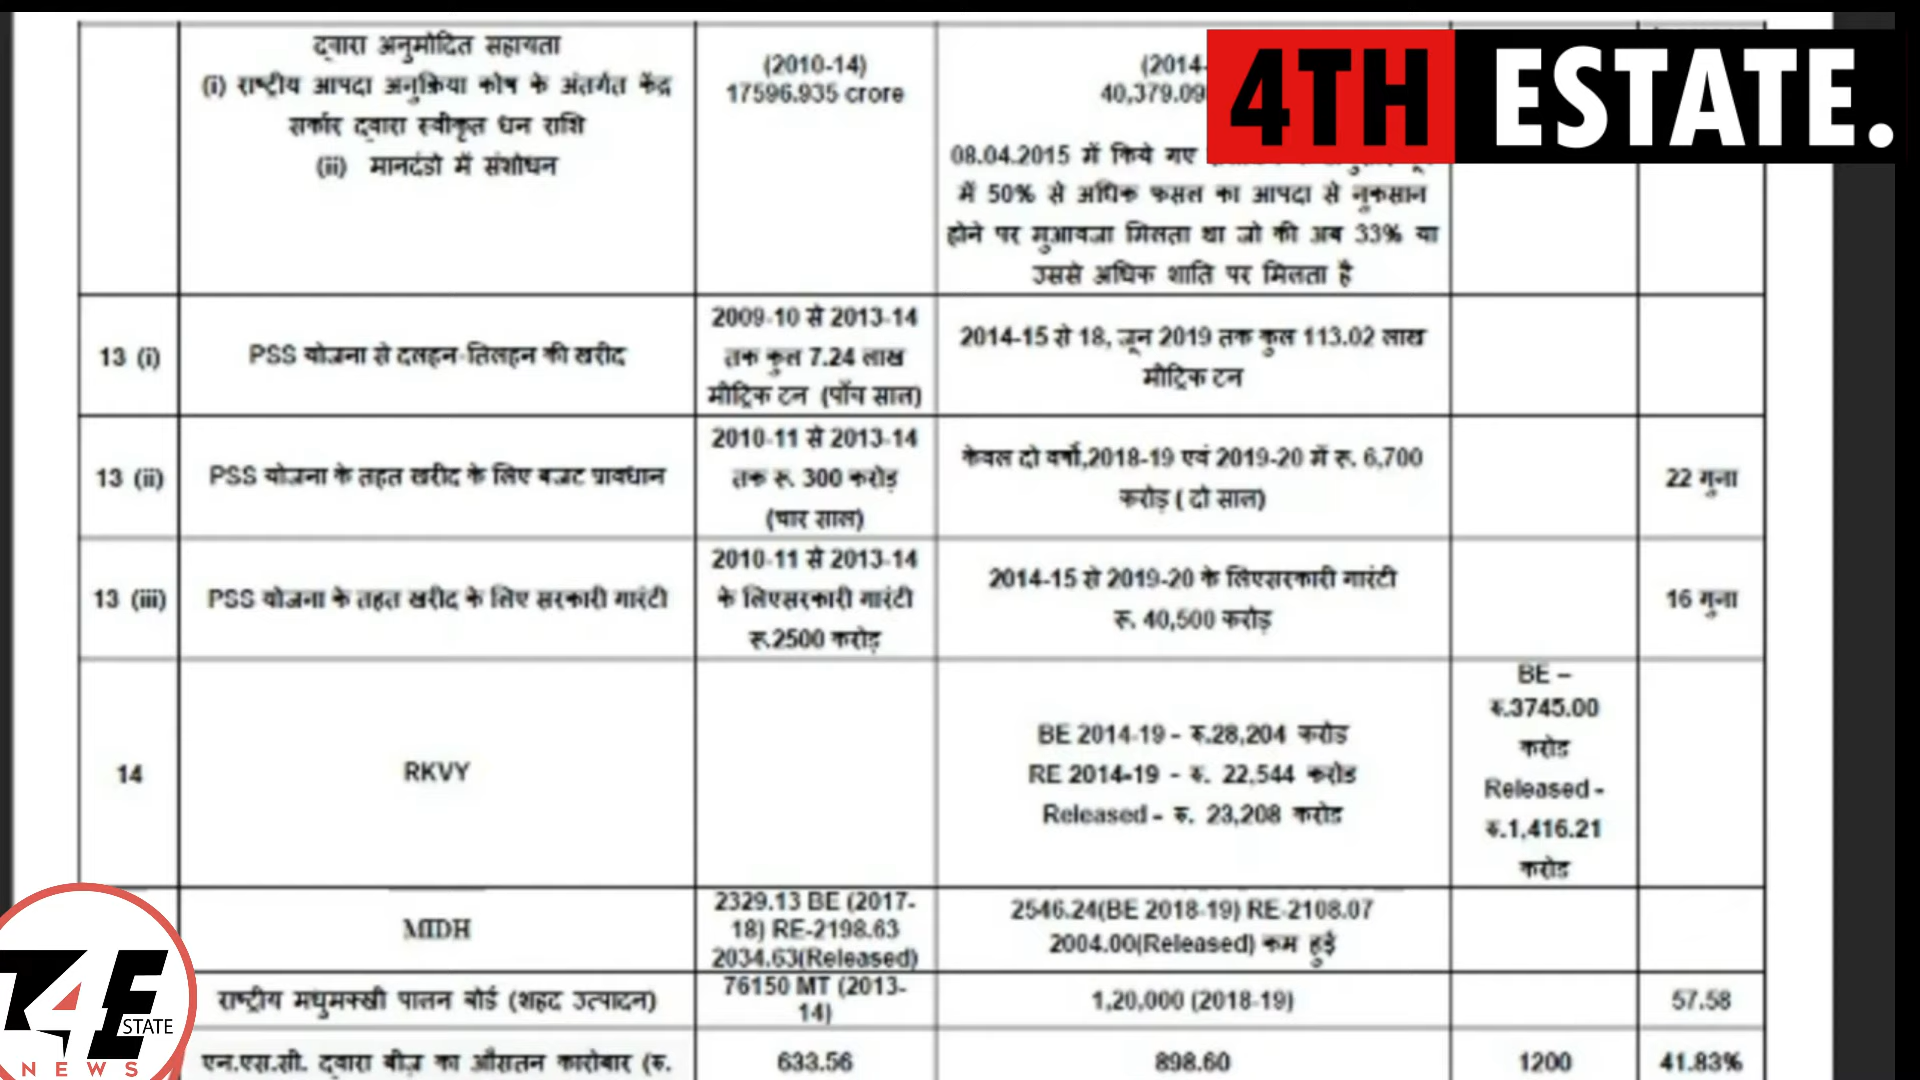 4TH ESTATE.
द्वारा अनुमोदित सहायता
(i) राष्ट्रीय आपदा अनुक्रिया कोष के अंतर्गत केंद्र
सर्कार द्वारा स्वीकृत धन राशि
(ii) मानदंडो में संशोधन
(2010-14)
17596.935 crore
(2014-
40,379.09
08.04.2015 में किये गए
में 50% से अधिक फसल का आपदा से नुकसान
होने पर मुआवजा मिलता था जो की अब 33% या
उससे अधिक शाति पर मिलता है
13 (i)
PSS योजना से दलहन-तिलहन की खरीद
2009-10 से 2013-14
तक कुल 7.24 लाख
मीट्रिक टन (पाँच साल)
2014-15 से 18, जून 2019 तक कुल 113.02 लाख
मीट्रिक टन
13 (ii)
PSS योजना के तहत खरीद के लिए बजट प्रावधान
2010-11 से 2013-14
तक रू. 300 करोड़
(चार साल)
केवल दो वर्षो,2018-19 एवं 2019-20 में रू. 6,700
करोड़ ( दो साल)
22 गुना
13 (iii)
PSS योजना के तहत खरीद के लिए सरकारी गारंटी
2010-11 से 2013-14
के लिएसरकारी गारंटी
रू.2500 करोड़
2014-15 से 2019-20 के लिएसरकारी गारंटी
रू. 40,500 करोड़
16 गुना
14
RKVY
BE 2014-19 - रु.28,204 करोड
RE 2014-19 - रु. 22,544 करोड
Released - रु. 23,208 करोड
BE –
रु.3745.00
करोड
Released -
रु.1,416.21
करोड
MIDH
2329.13 BE (2017-
18) RE-2198.63
2034.63(Released)
2546.24(BE 2018-19) RE-2108.07
2004.00(Released) कम हुई
राष्ट्रीय मधुमक्खी पालन बोर्ड (शहद उत्पादन)
76150 MT (2013-
14)
1,20,000 (2018-19)
57.58
एन.एस.सी. द्वारा बीज़ का औसतन कारोबार (रु.
633.56
898.60
1200
41.83%
T4E
ESTATE
NEWS